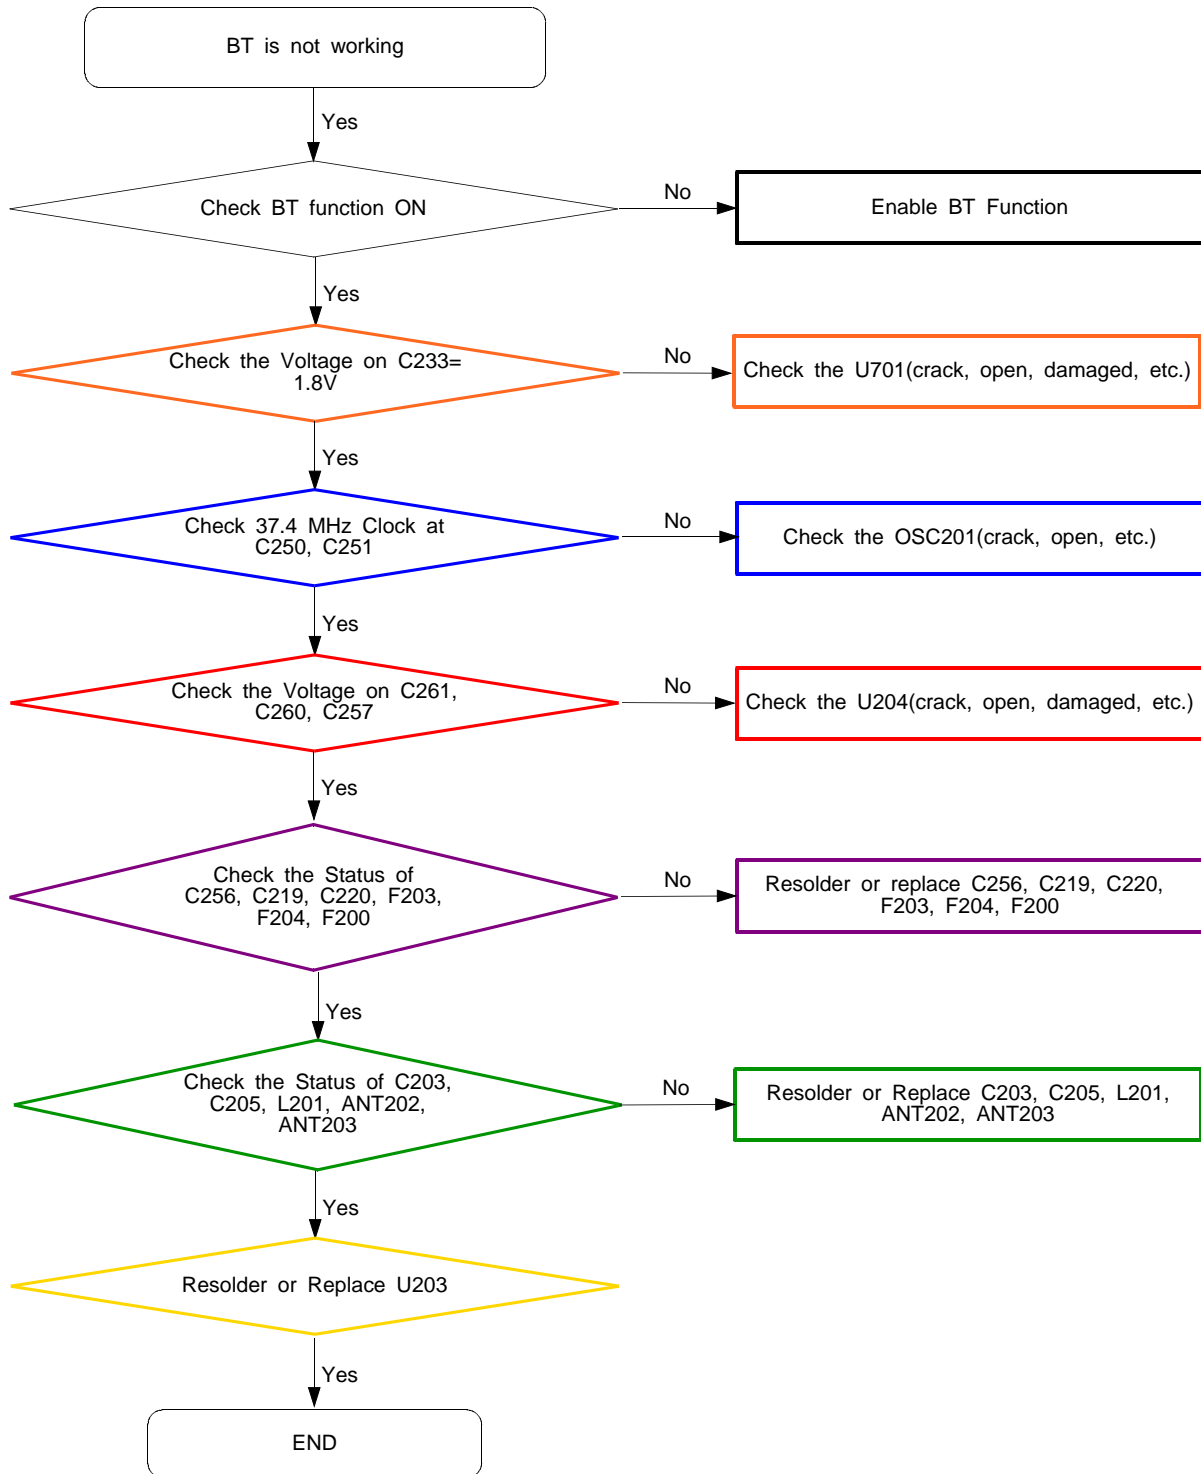 BT is not working
Yes
Check BT function ON
No
Enable BT Function
Yes
Check the Voltage on C233=
1.8V
No
Check the U701(crack, open, damaged, etc.)
Yes
Check 37.4 MHz Clock at
C250, C251
No
Check the OSC201(crack, open, etc.)
Yes
Check the Voltage on C261,
C260, C257
No
Check the U204(crack, open, damaged, etc.)
Yes
Check the Status of
C256, C219, C220, F203,
F204, F200
No
Resolder or replace C256, C219, C220,
F203, F204, F200
Yes
Check the Status of C203,
C205, L201, ANT202,
ANT203
No
Resolder or Replace C203, C205, L201,
ANT202, ANT203
Yes
Resolder or Replace U203
Yes
END